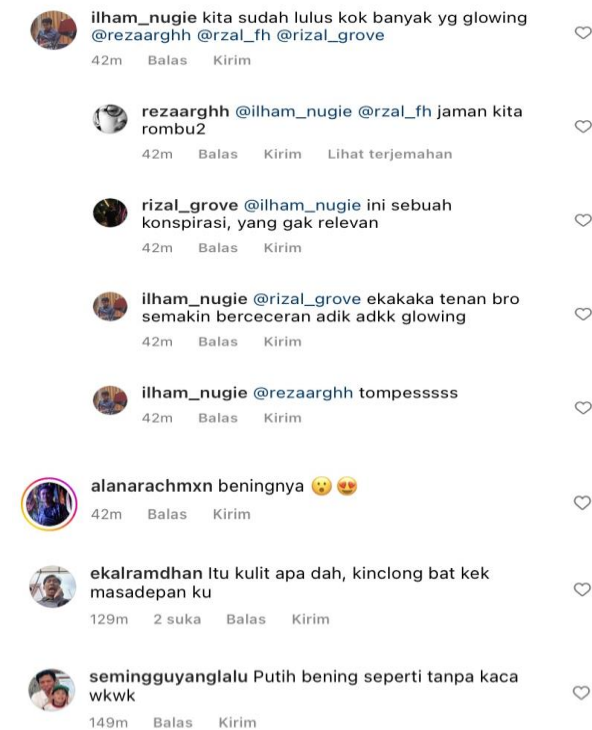 ilham_nugie kita sudah lulus kok banyak yg glowing
@rezaarghh @rzal_fh @rizal_grove
42m Balas Kirim
rezaarghh @ilham_nugie @rzal_fh jaman kita
rombu2
42m Balas Kirim Lihat terjemahan
rizal_grove @ilham_nugie ini sebuah
konspirasi, yang gak relevan
42m Balas Kirim
ilham_nugie @rizal_grove ekakaka tenan bro
semakin berceceran adik adkk glowing
42m Balas Kirim
ilham_nugie @rezaarghh tompesssss
42m Balas Kirim
alanarachmxn beningnya 😮 😍
42m Balas Kirim
ekalramdhan Itu kulit apa dah, kinclong bat kek
masadepan ku
129m 2 suka Balas Kirim
semingguyanglalu Putih bening seperti tanpa kaca
wkwk
149m Balas Kirim